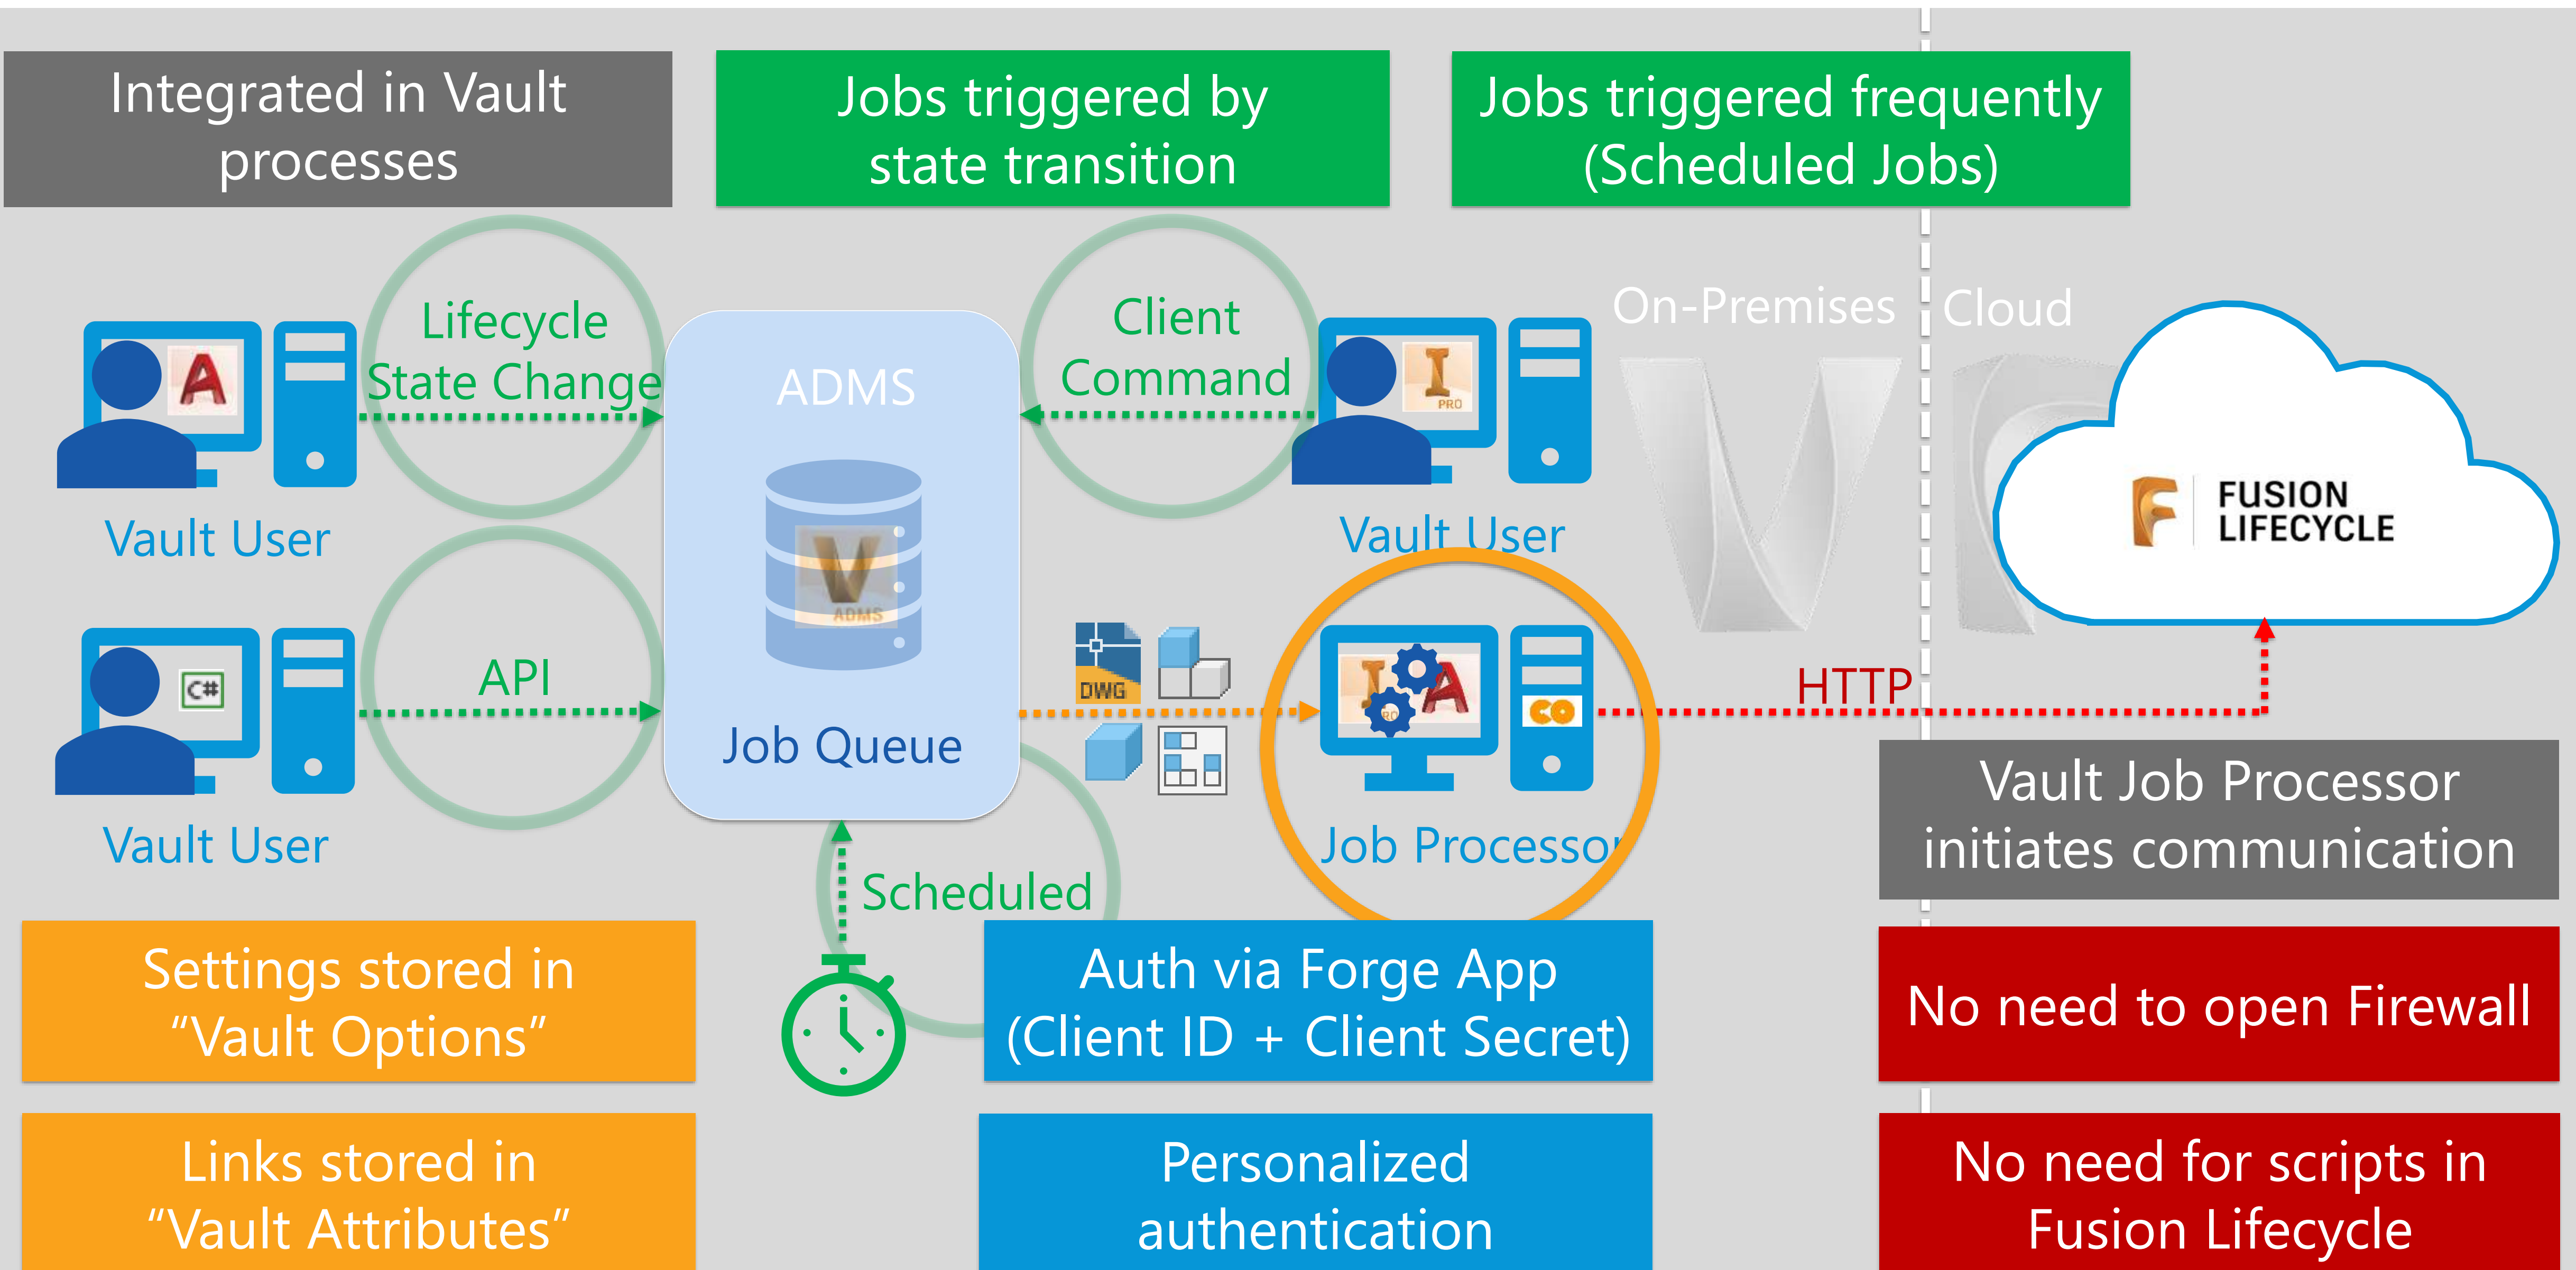 Integrated in Vault
processes
Jobs triggered by
state transition
Jobs triggered frequently
(Scheduled Jobs)
Lifecycle
State Change
A
Vault User
ADMS
V
ADMS
Job Queue
Client
Command
I
PRO
Vault User
On-Premises
Cloud
F
FUSION
LIFECYCLE
C#
API
Vault User
DWG
I
PRO
A
CO
Job Processor
HTTP
Vault Job Processor
initiates communication
Scheduled
Settings stored in
“Vault Options”
Auth via Forge App
(Client ID + Client Secret)
No need to open Firewall
Links stored in
“Vault Attributes”
Personalized
authentication
No need for scripts in
Fusion Lifecycle